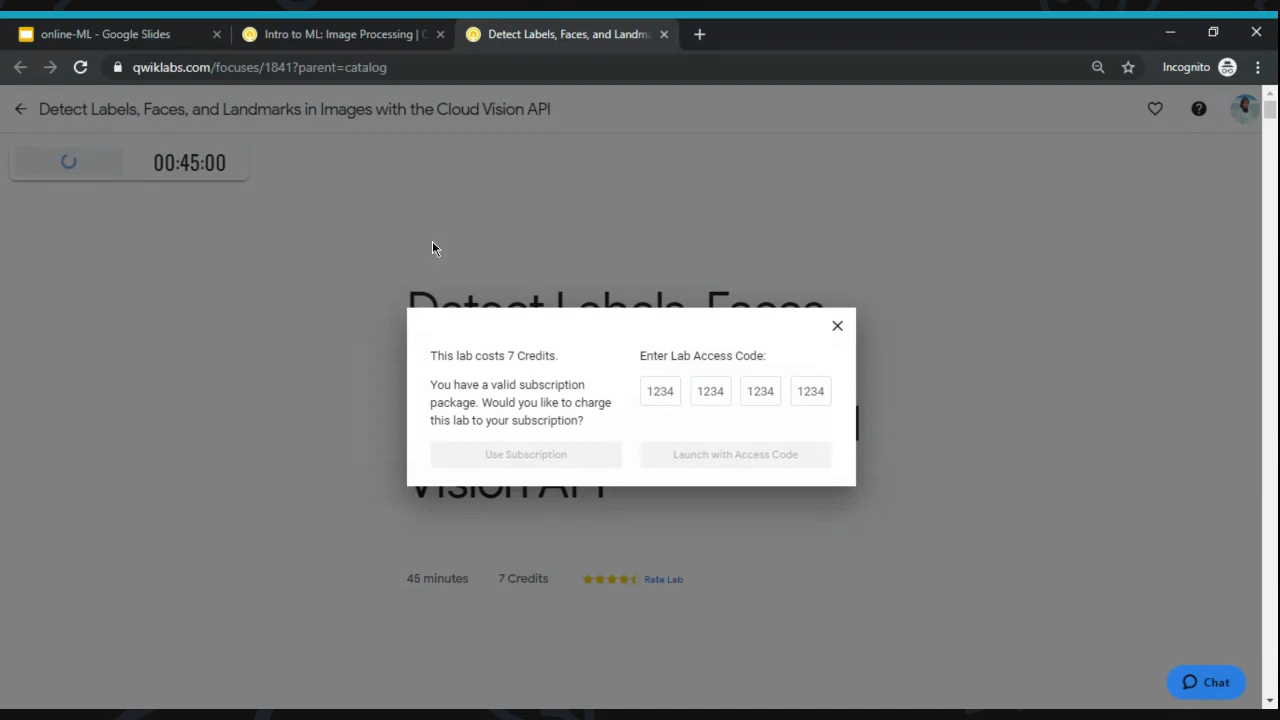 online-ML - Google Slides
Intro to ML: Image Processing | C
Detect Labels, Faces, and Landma
qwiklabs.com/focuses/1841?parent=catalog
Incognito
Detect Labels, Faces, and Landmarks in Images with the Cloud Vision API
00:45:00
Detect Labels, Faces,
This lab costs 7 Credits.
You have a valid subscription
package. Would you like to charge
this lab to your subscription?
Use Subscription
Enter Lab Access Code:
1234 1234 1234 1234
Launch with Access Code
Vision API
45 minutes
7 Credits
Rate Lab
Chat